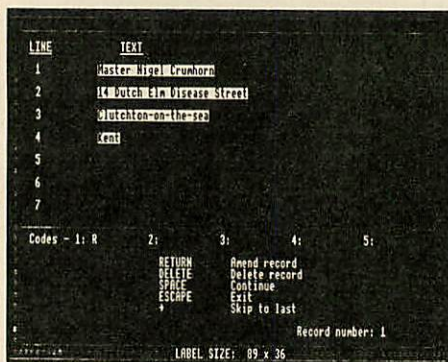 LINE TEXT
1 Master Nigel Crumhorn
2 14 Dutch Elm Disease Street
3 Clutchton-on-the-sea
4 Kent
5
6
7
Codes - 1: R 2: 3: 4: 5:
RETURN Amend record
DELETE Delete record
SPACE Continue
ESCAPE Exit
Skip to last
Record number: 1
LABEL SIZE: 89 x 36